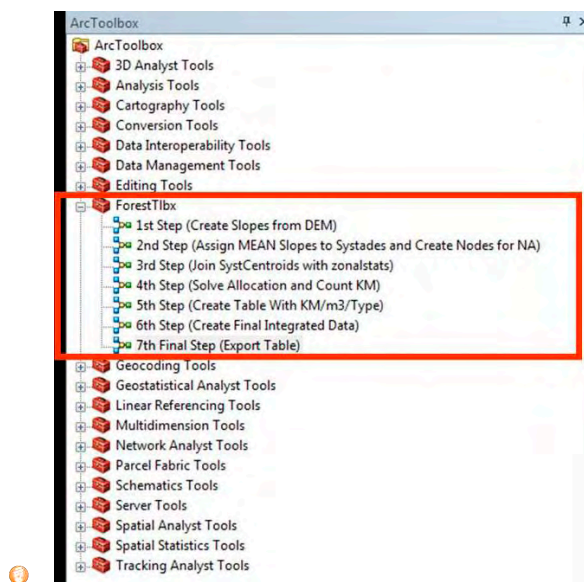 ArcToolbox
ArcToolbox
3D Analyst Tools
Analysis Tools
Cartography Tools
Conversion Tools
Data Interoperability Tools
Data Management Tools
Editing Tools
ForestTlbx
1st Step (Create Slopes from DEM)
2nd Step (Assign MEAN Slopes to Systades and Create Nodes for NA)
3rd Step (Join SystCentroids with zonalstats)
4th Step (Solve Allocation and Count KM)
5th Step (Create Table With KM/m3/Type)
6th Step (Create Final Integrated Data)
7th Final Step (Export Table)
Geocoding Tools
Geostatistical Analyst Tools
Linear Referencing Tools
Multidimension Tools
Network Analyst Tools
Parcel Fabric Tools
Schematics Tools
Server Tools
Spatial Analyst Tools
Spatial Statistics Tools
Tracking Analyst Tools